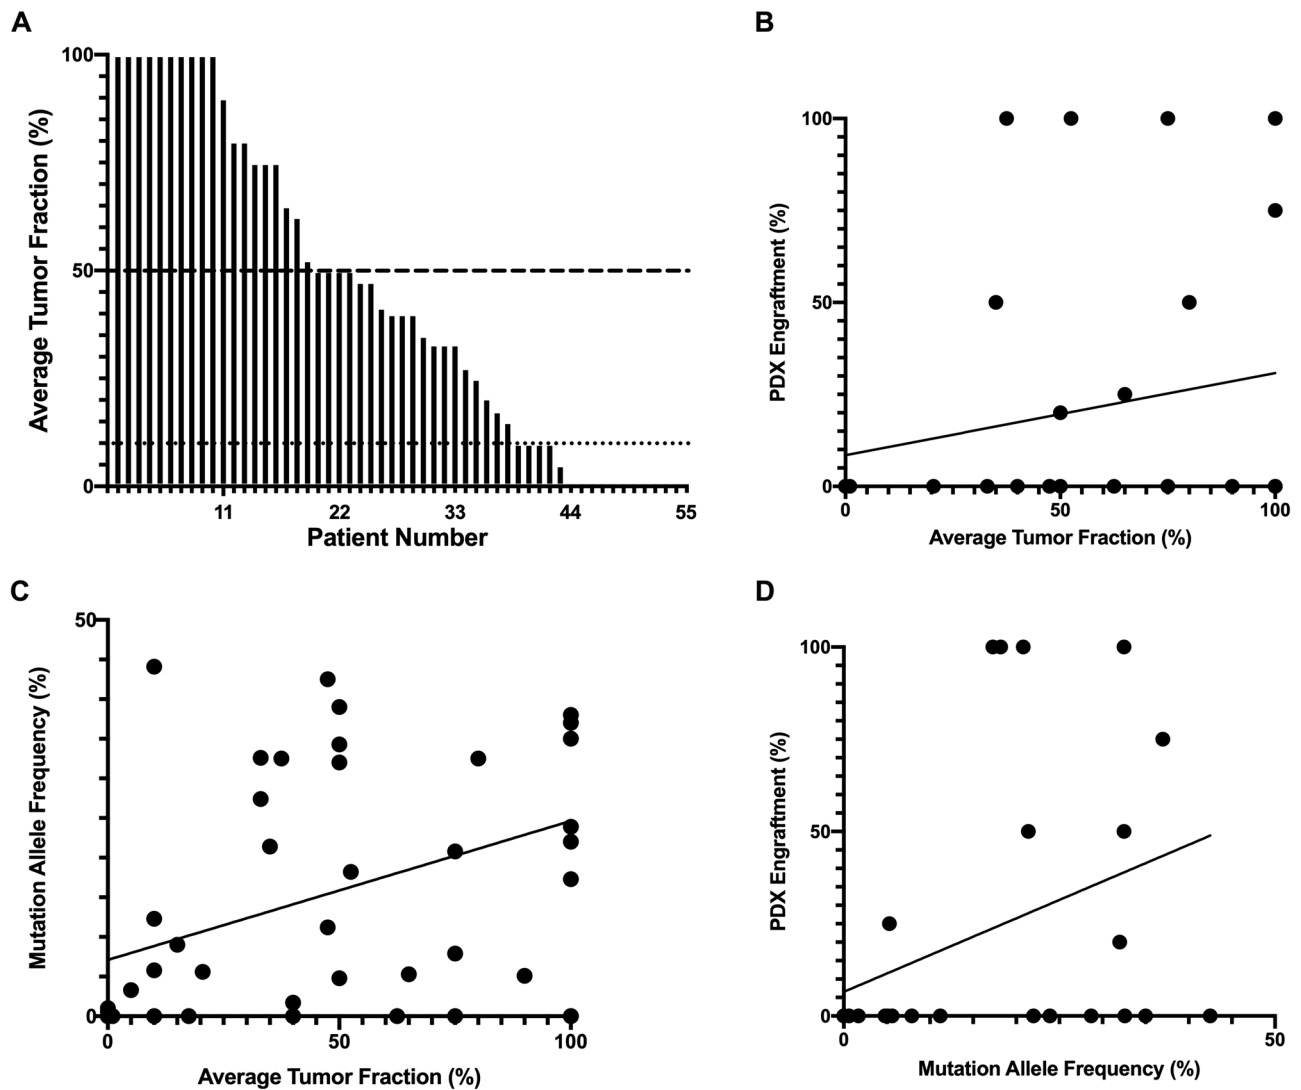 A
Average Tumor Fraction (%)
100
50
0
11
22
33
44
55
Patient Number
B
PDX Engraftment (%)
100
50
0
0
50
100
Average Tumor Fraction (%)
C
Mutation Allele Frequency (%)
50
0
0
50
100
Average Tumor Fraction (%)
D
PDX Engraftment (%)
100
50
0
0
50
Mutation Allele Frequency (%)